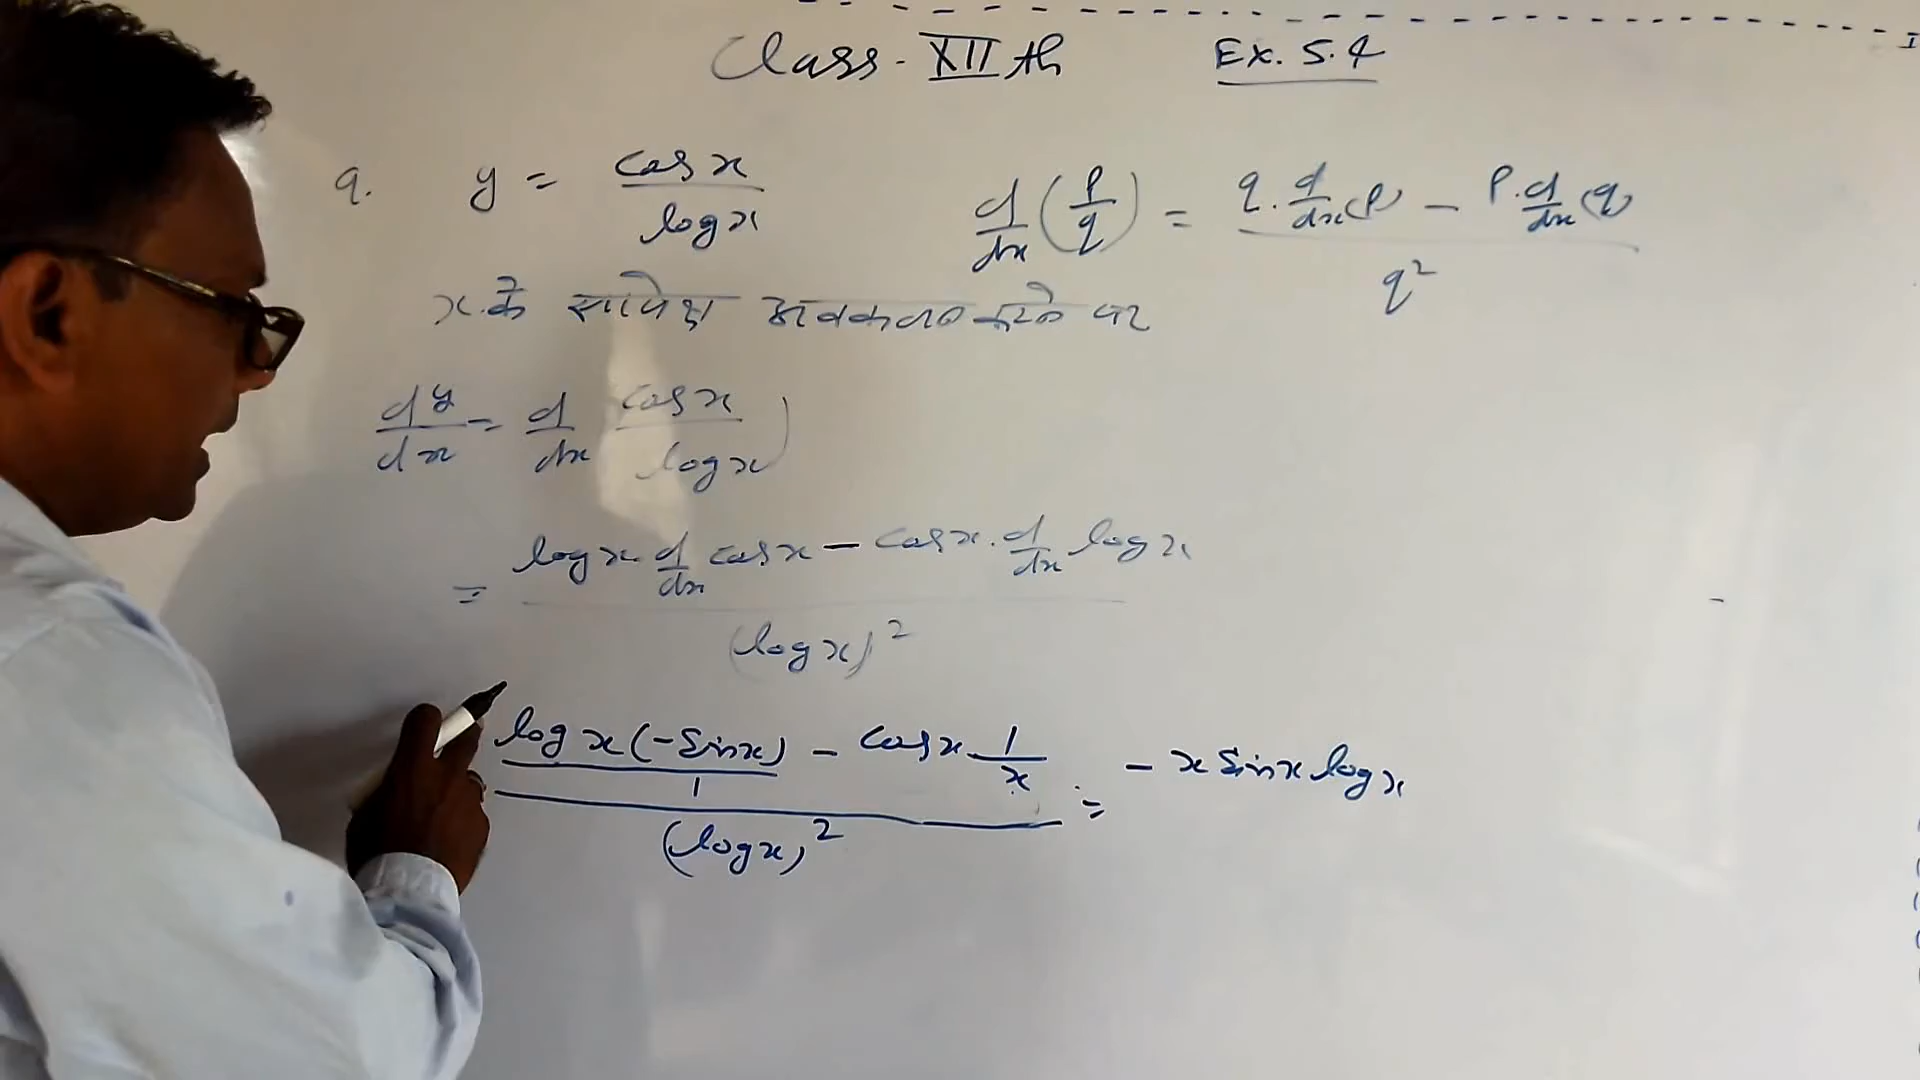 Class - XII th Ex. 5.4
9. y = cos x / log x d/dx (p/q) = q . d/dx (p) - p . d/dx (q) / q²
x के सापेक्ष अवकलन करने पर
dy/dx = d/dx cos x / log x )
= log x . d/dx cos x - cos x . d/dx log x / (log x)²
log x (- sin x) / 1 - cos x . 1/x / (log x)² = - x sin x log x